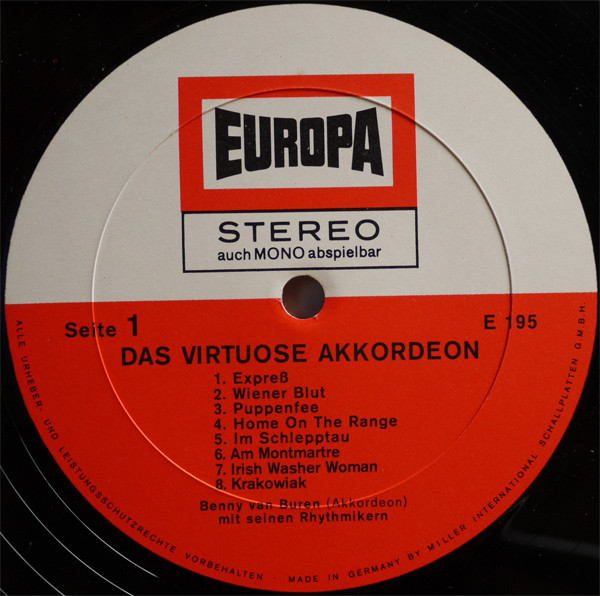 EUROPA
STEREO
auch MONO abspielbar
Seite 1
E 195
DAS VIRTUOSE AKKORDEON
1. Expreß
2. Wiener Blut
3. Puppenfee
4. Home On The Range
5. Im Schlepptau
6. Am Montmartre
7. Irish Washer Woman
8. Krakowiak
Benny van Buren (Akkordeon)
mit seinen Rhythmikern
ALLE URHEBER- UND LEISTUNGSSCHUTZRECHTE VORBEHALTEN · MADE IN GERMANY BY MILLER INTERNATIONAL SCHALLPLATTEN G.M.B.H.